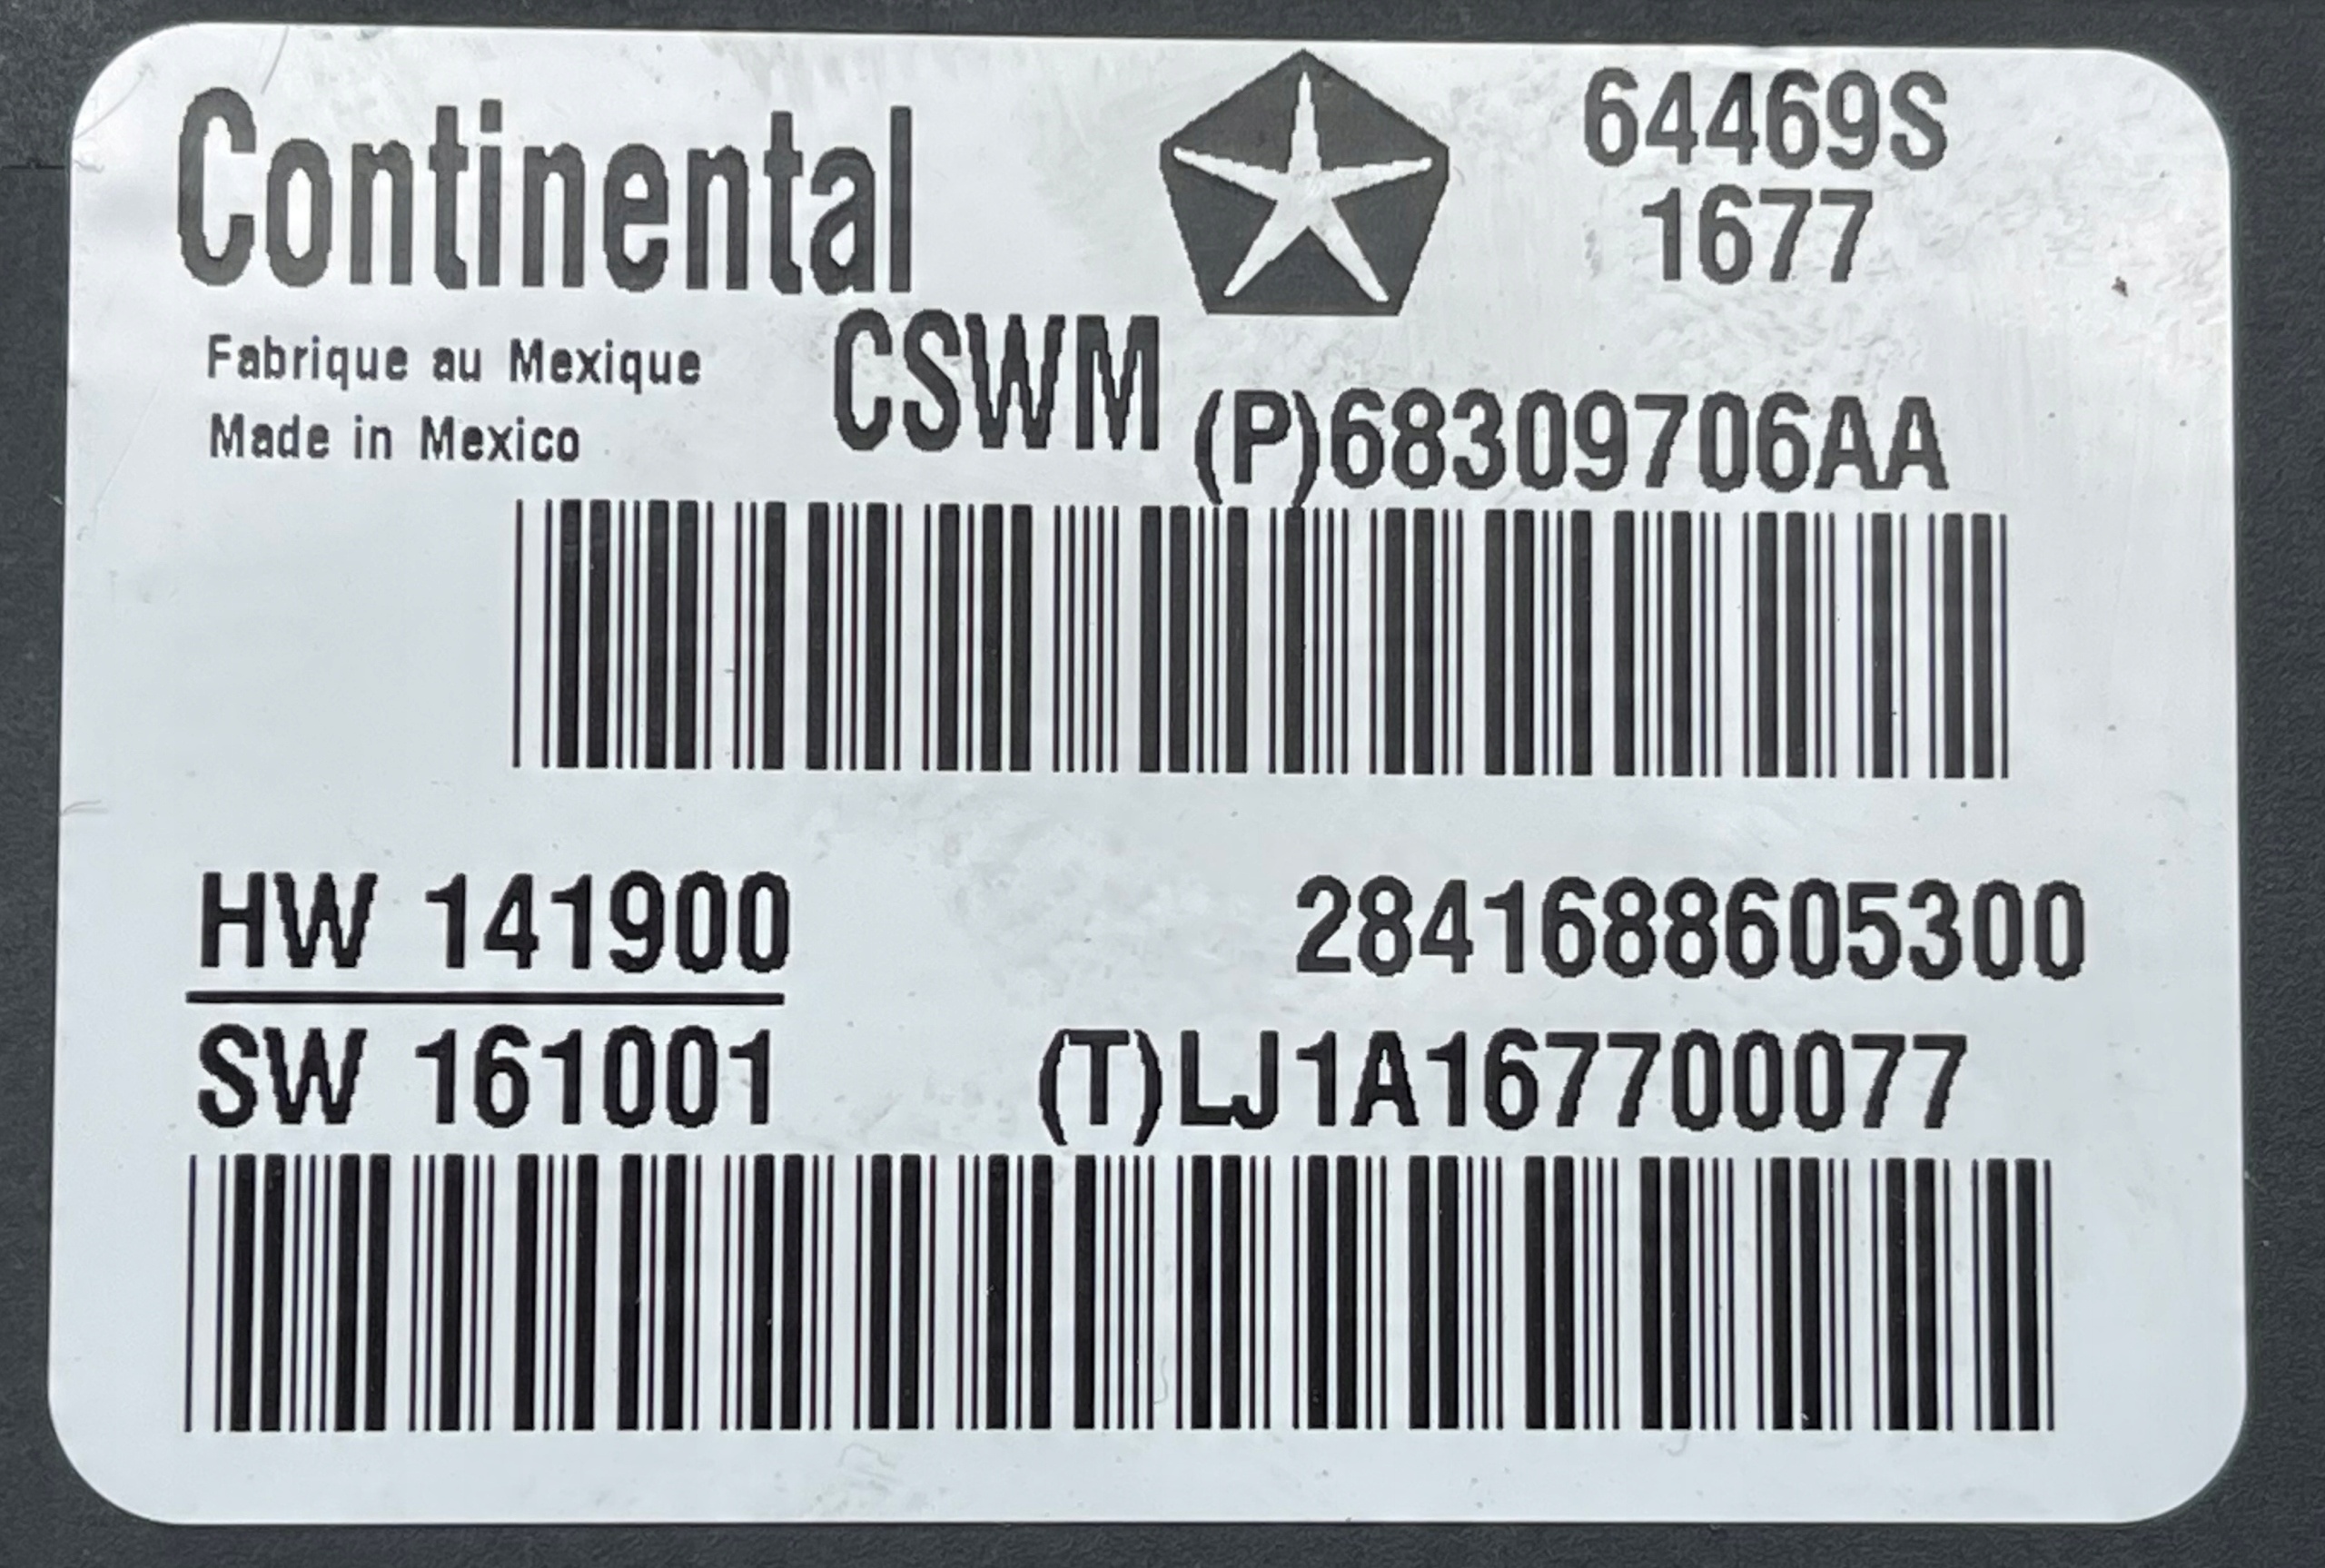 Continental
64469S
1677
Fabrique au Mexique
Made in Mexico
CSWM
(P)68309706AA
HW 141900
2841688605300
SW 161001
(T)LJ1A167700077